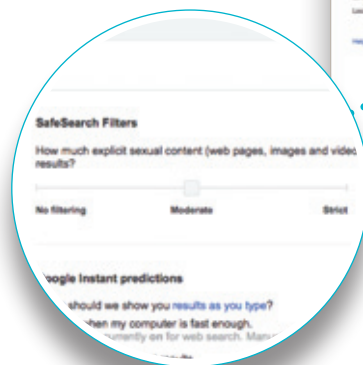 SafeSearch Filters
How much explicit sexual content (web pages, images and video
results?
No filtering Moderate Strict
oogle Instant predictions
should we show you results as you type?
hen my computer is fast enough.
urrently on for web search.